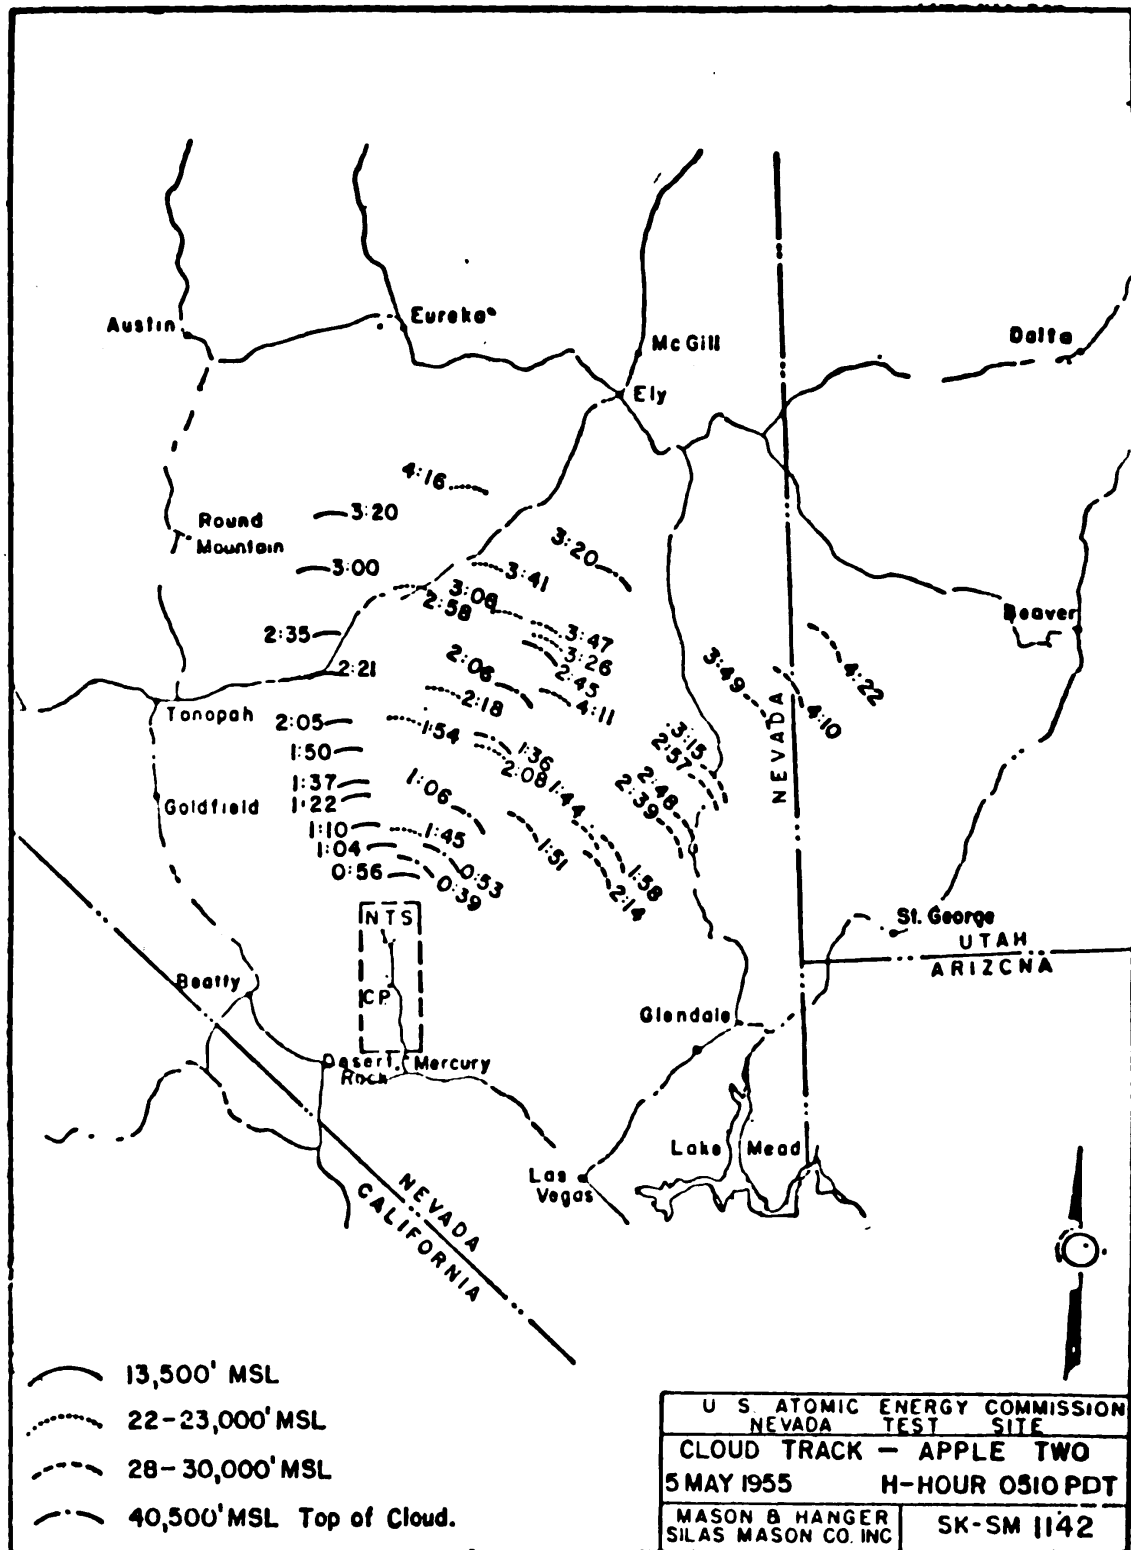 Austin
Eureka
McGill
Ely
Dalta
4:16
3:20
Round
Mountain
3:20
3:00
3:41
3:06
2:58
Beaver
2:35
3:47
3:26
2:45
2:21
2:06
3:49
4:22
2:18
4:11
4:10
Tonopah
2:05
1:54
3:15
NEVADA
1:50
1:36
2:57
2:08
1:37
1:06
1:44
2:48
Goldfield
1:22
2:39
1:10
1:45
1:51
1:04
0:53
1:58
0:56
0:39
2:14
NTS
St. George
UTAH
ARIZONA
Beatty
C.P.
Glendale
Desert
Rock
Mercury
Lake Mead
Las
Vegas
NEVADA
CALIFORNIA
13,500' MSL
22-23,000' MSL
28-30,000' MSL
40,500' MSL Top of Cloud.
U S. ATOMIC ENERGY COMMISSION
NEVADA TEST SITE
CLOUD TRACK — APPLE TWO
5 MAY 1955 H-HOUR 0510 PDT
MASON & HANGER
SILAS MASON CO. INC
SK-SM 1142